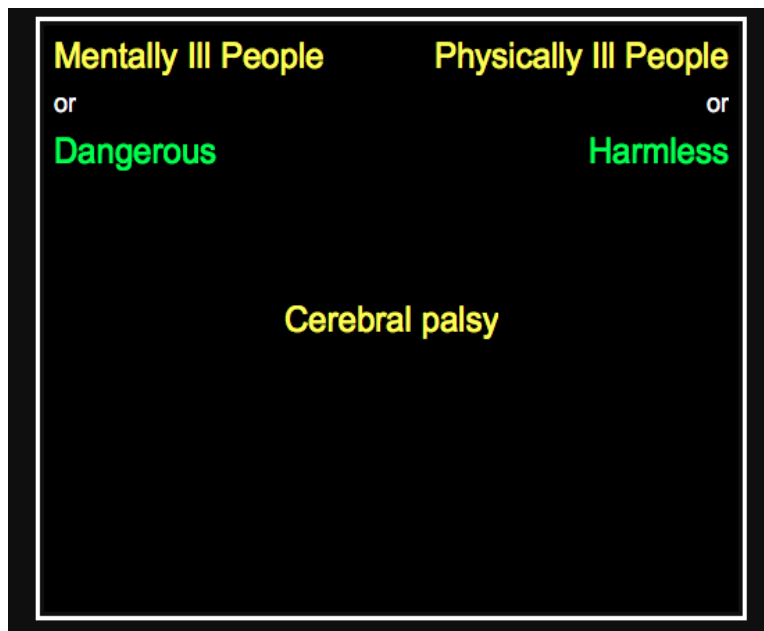 Mentally Ill People
Physically Ill People
or
or
Dangerous
Harmless
Cerebral palsy